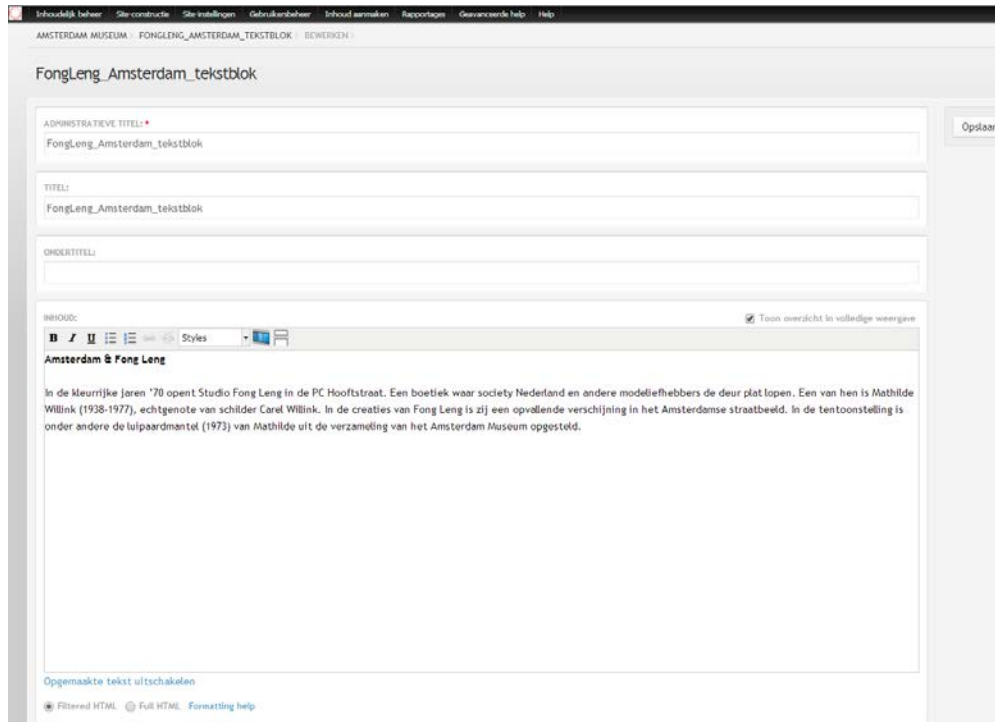 Inhoudelijk beheer Site-constructie Site-instellingen Gebruikersbeheer Inhoud aanmaken Rapportages Geavanceerde help Help
AMSTERDAM MUSEUM › FONGLENG_AMSTERDAM_TEKSTBLOK › BEWERKEN ›
FongLeng_Amsterdam_tekstblok
ADMINISTRATIEVE TITEL: *
FongLeng_Amsterdam_tekstblok
Opslaan
TITEL:
FongLeng_Amsterdam_tekstblok
ONDERTITEL:
INHOUD:
Toon overzicht in volledige weergave
B I U Styles
Amsterdam & Fong Leng
In de kleurrijke jaren '70 opent Studio Fong Leng in de PC Hooftstraat. Een boetiek waar society Nederland en andere modeliefhebbers de deur plat lopen. Een van hen is Mathilde
Willink (1938-1977), echtgenote van schilder Carel Willink. In de creaties van Fong Leng is zij een opvallende verschijning in het Amsterdamse straatbeeld. In de tentoonstelling is
onder andere de luipaardmantel (1973) van Mathilde uit de verzameling van het Amsterdam Museum opgesteld.
Opgemaakte tekst uitschakelen
Filtered HTML Full HTML Formatting help